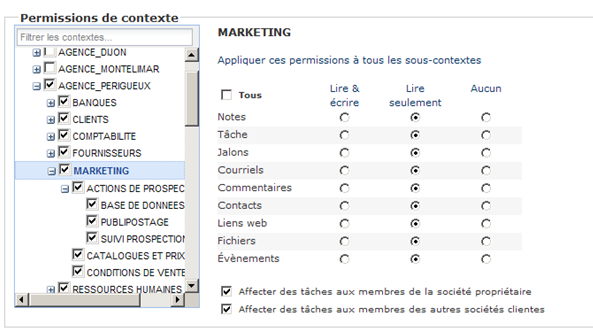 Permissions de contexte
Filtrer les contextes...
AGENCE_DIJON
AGENCE_MONTELIMAR
AGENCE_PERIGUEUX
BANQUES
CLIENTS
COMPTABILITE
FOURNISSEURS
MARKETING
ACTIONS DE PROSPEC
BASE DE DONNEES
PUBLIPOSTAGE
SUIVI PROSPECTION
CATALOGUES ET PRIX
CONDITIONS DE VENTE
RESSOURCES HUMAINES
MARKETING
Appliquer ces permissions à tous les sous-contextes
Tous
Lire & écrire
Lire seulement
Aucun
Notes
Tâche
Jalons
Courriels
Commentaires
Contacts
Liens web
Fichiers
Évènements
Affecter des tâches aux membres de la société propriétaire
Affecter des tâches aux membres des autres sociétés clientes